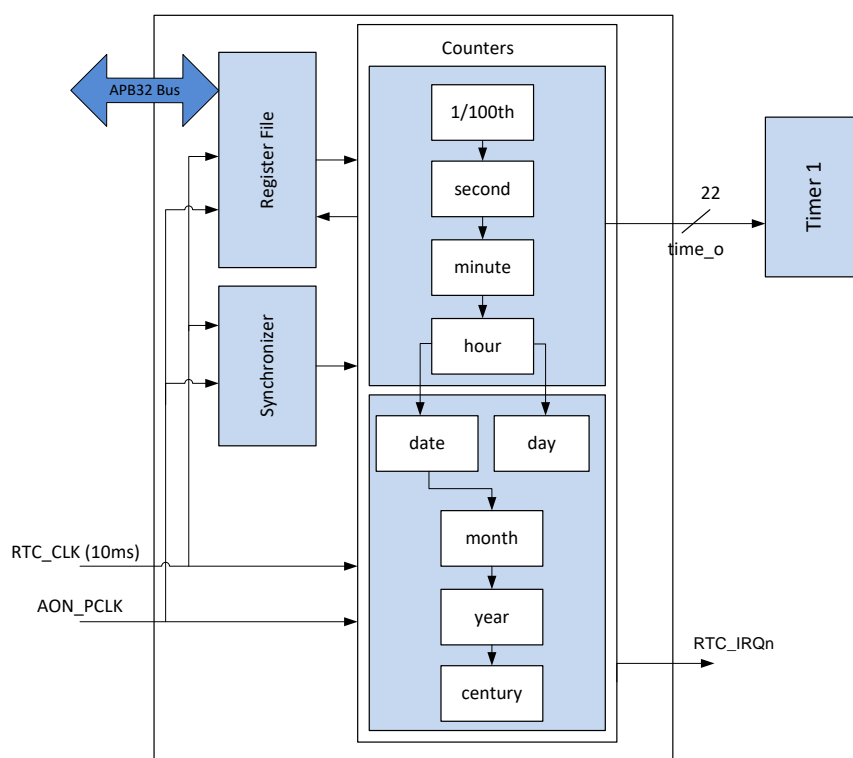 Counters
APB32 Bus
Register File
1/100th
second
minute
hour
22
time_o
Timer 1
Synchronizer
date
day
month
year
century
RTC_CLK (10ms)
AON_PCLK
RTC_IRQn